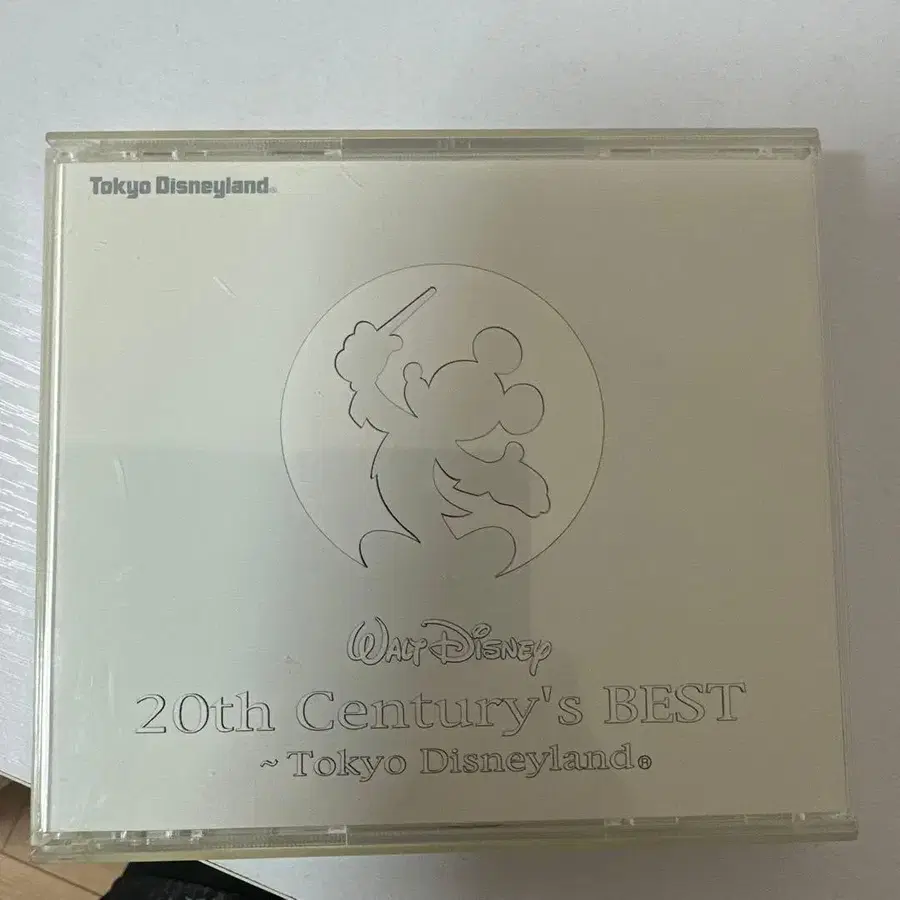 Tokyo Disneyland®
WALT DISNEY
20th Century's BEST
~Tokyo Disneyland®